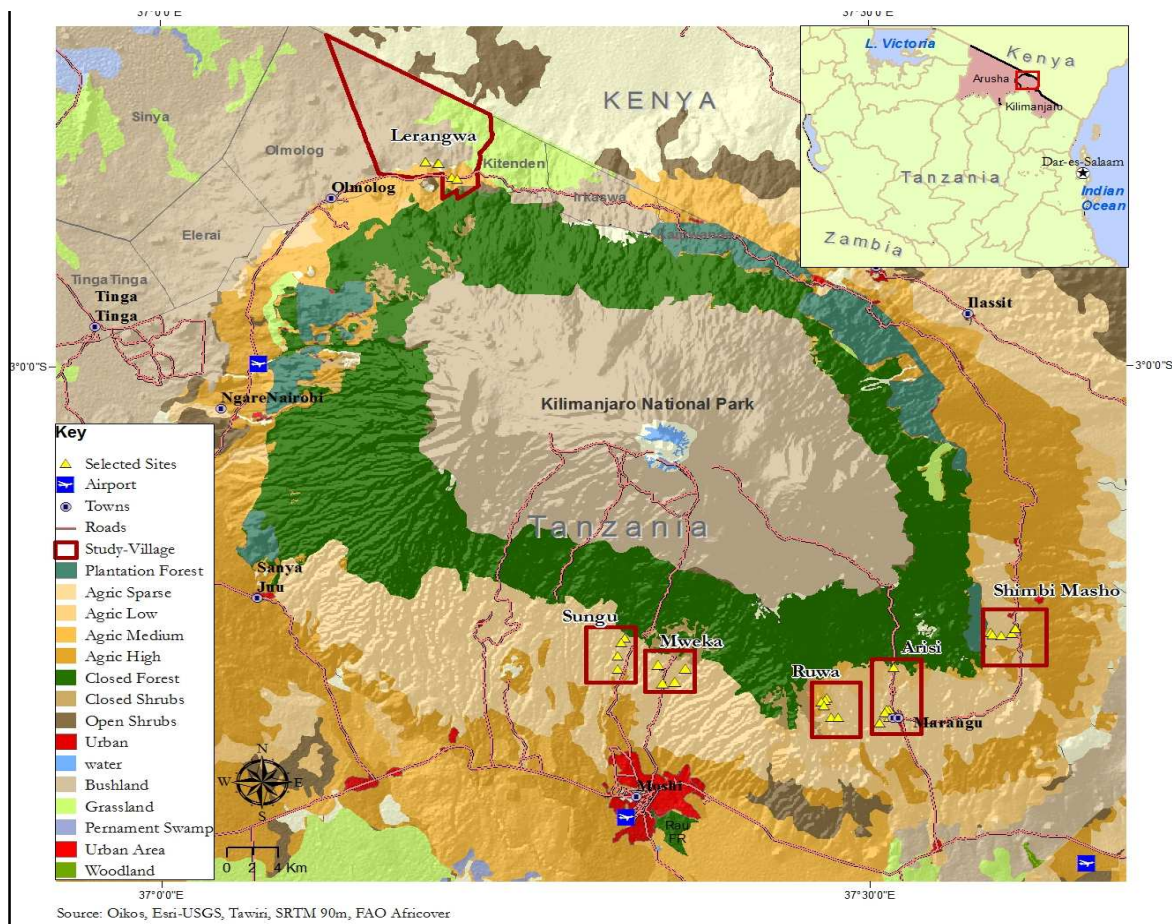 37°0'0"E
37°30'0"E
L. Victoria
Kenya
Arusha
Kilimanjaro
Dar-es-Salaam
Tanzania
Indian
Ocean
Zambia
KENYA
Sinya
Lerangwa
Olmolog
Kitenden
Olmolog
Irkaswa
Elerai
Tinga Tinga
Tinga
Tinga
Ilassit
3°0'0"S
3°0'0"S
NgareNairobi
Kilimanjaro National Park
Tanzania
Key
Selected Sites
Airport
Towns
Roads
Study-Village
Plantation Forest
Agric Sparse
Agric Low
Agric Medium
Agric High
Closed Forest
Closed Shrubs
Open Shrubs
Urban
water
Bushland
Grassland
Pernament Swamp
Urban Area
Woodland
N
W
E
S
0 2 4 Km
Sanya
Juu
Sungu
Mweka
Ruwa
Arisi
Shimbi Masho
Marangu
Moshi
Rau
FR
37°0'0"E
37°30'0"E
Source: Oikos, Esri-USGS, Tawiri, SRTM 90m, FAO Africover